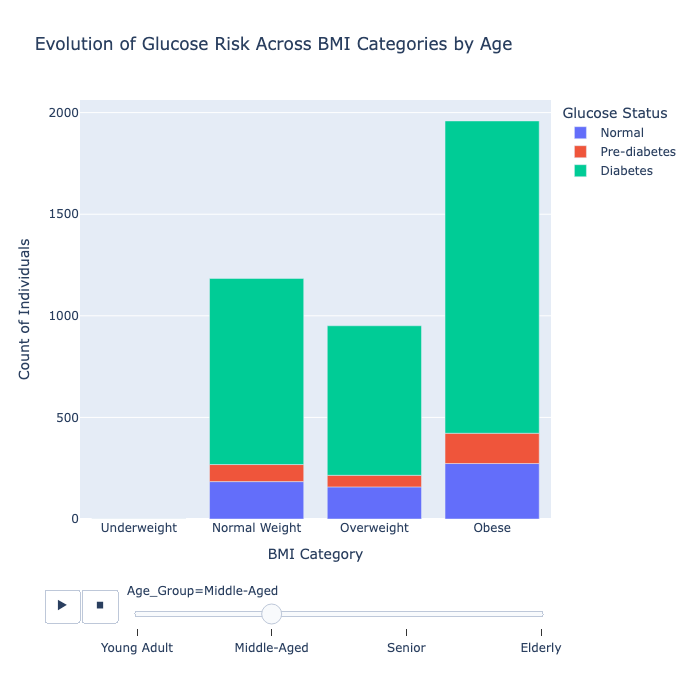 Evolution of Glucose Risk Across BMI Categories by Age
Glucose Status
Normal
Pre-diabetes
Diabetes
Count of Individuals
2000
1500
1000
500
0
Underweight Normal Weight Overweight Obese
BMI Category
Age_Group=Middle-Aged
Young Adult Middle-Aged Senior Elderly